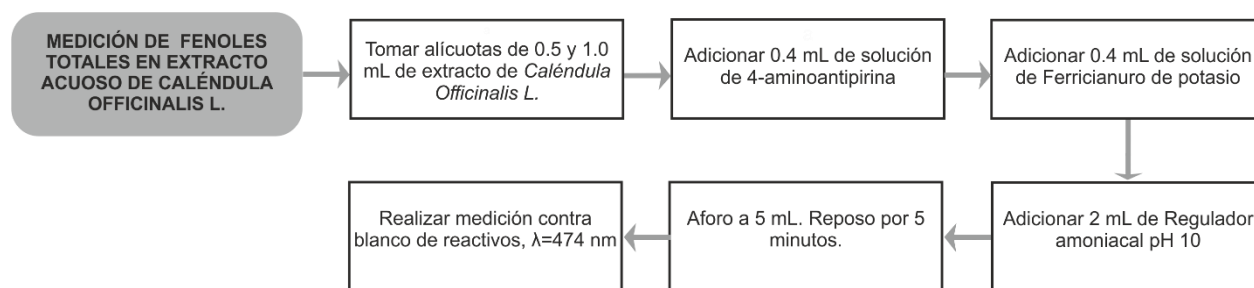 MEDICIÓN DE FENOLES
TOTALES EN EXTRACTO
ACUOSO DE CALÉNDULA
OFFICINALIS L.
Tomar alícuotas de 0.5 y 1.0
mL de extracto de Caléndula
Officinalis L.
Adicionar 0.4 mL de solución
de 4-aminoantipirina
Adicionar 0.4 mL de solución
de Ferricianuro de potasio
Adicionar 2 mL de Regulador
amoniacal pH 10
Aforo a 5 mL. Reposo por 5
minutos.
Realizar medición contra
blanco de reactivos, λ=474 nm